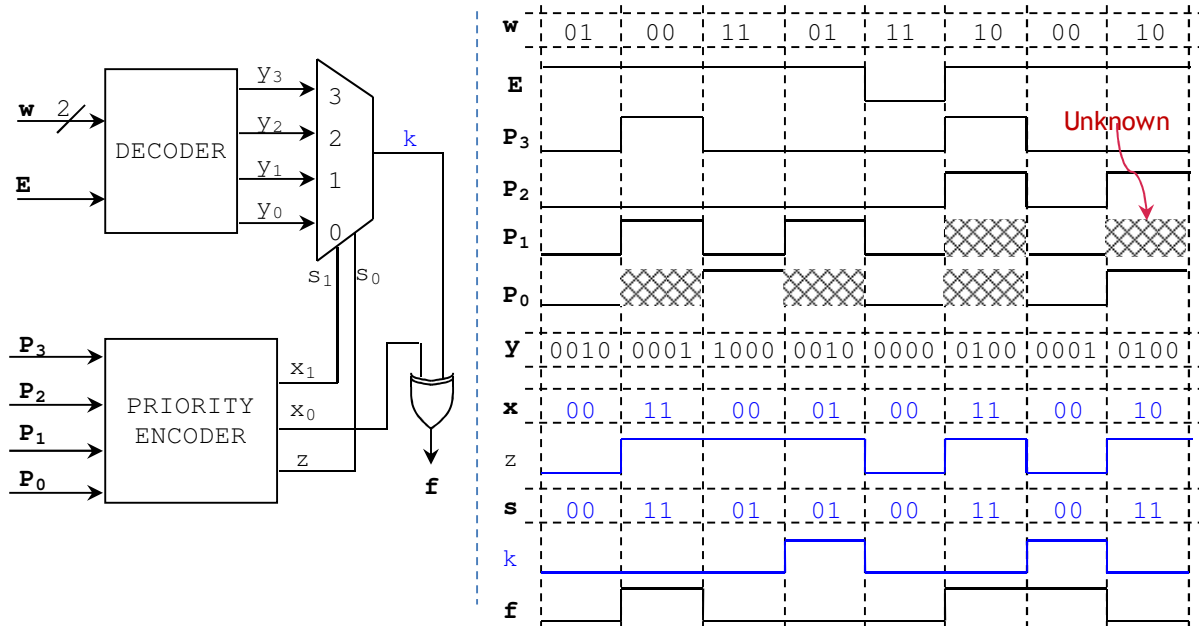 w 2
E
DECODER
y3
y2
y1
y0
3
2
1
0
k
s1 s0
P3
P2
P1
P0
PRIORITY
ENCODER
x1
x0
z
f
w 01 00 11 01 11 10 00 10
E
P3
Unknown
P2
P1
P0
y 0010 0001 1000 0010 0000 0100 0001 0100
x 00 11 00 01 00 11 00 10
z
s 00 11 01 01 00 11 00 11
k
f